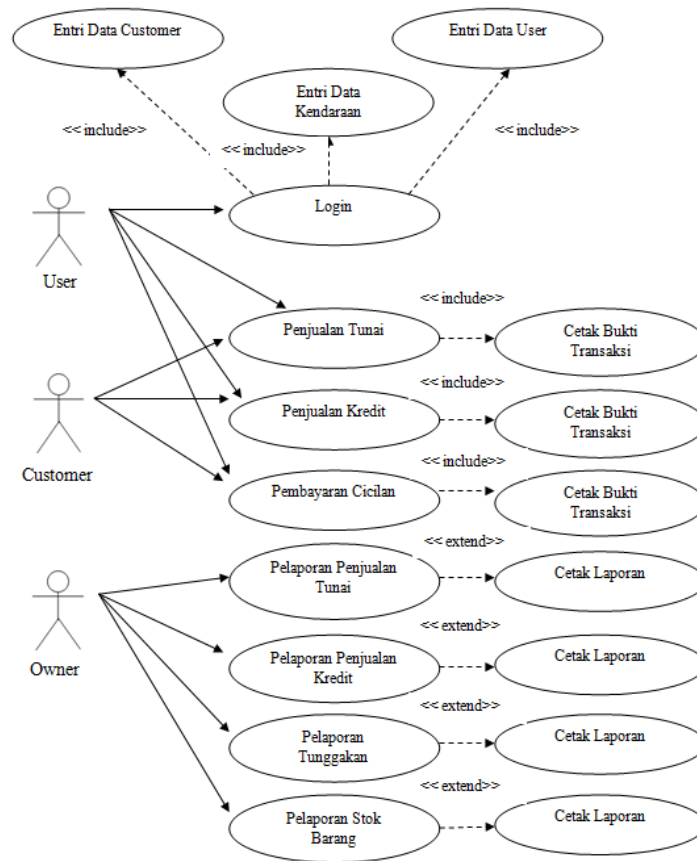 Entri Data Customer
Entri Data User
Entri Data
Kendaraan
<<include>>
<<include>>
<<include>>
Login
User
<<include>>
Penjualan Tunai
Cetak Bukti
Transaksi
<<include>>
Penjualan Kredit
Cetak Bukti
Transaksi
Customer
<<include>>
Pembayaran Cicilan
Cetak Bukti
Transaksi
<<extend>>
Pelaporan Penjualan
Tunai
Cetak Laporan
Owner
<<extend>>
Pelaporan Penjualan
Kredit
Cetak Laporan
<<extend>>
Pelaporan
Tunggakan
Cetak Laporan
<<extend>>
Pelaporan Stok
Barang
Cetak Laporan